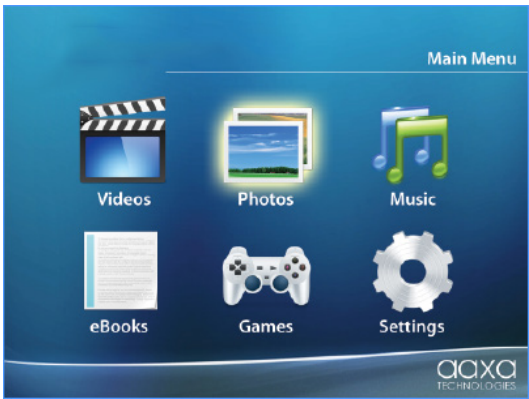 Main Menu
Videos Photos Music
eBooks Games Settings
aaxa
TECHNOLOGIES